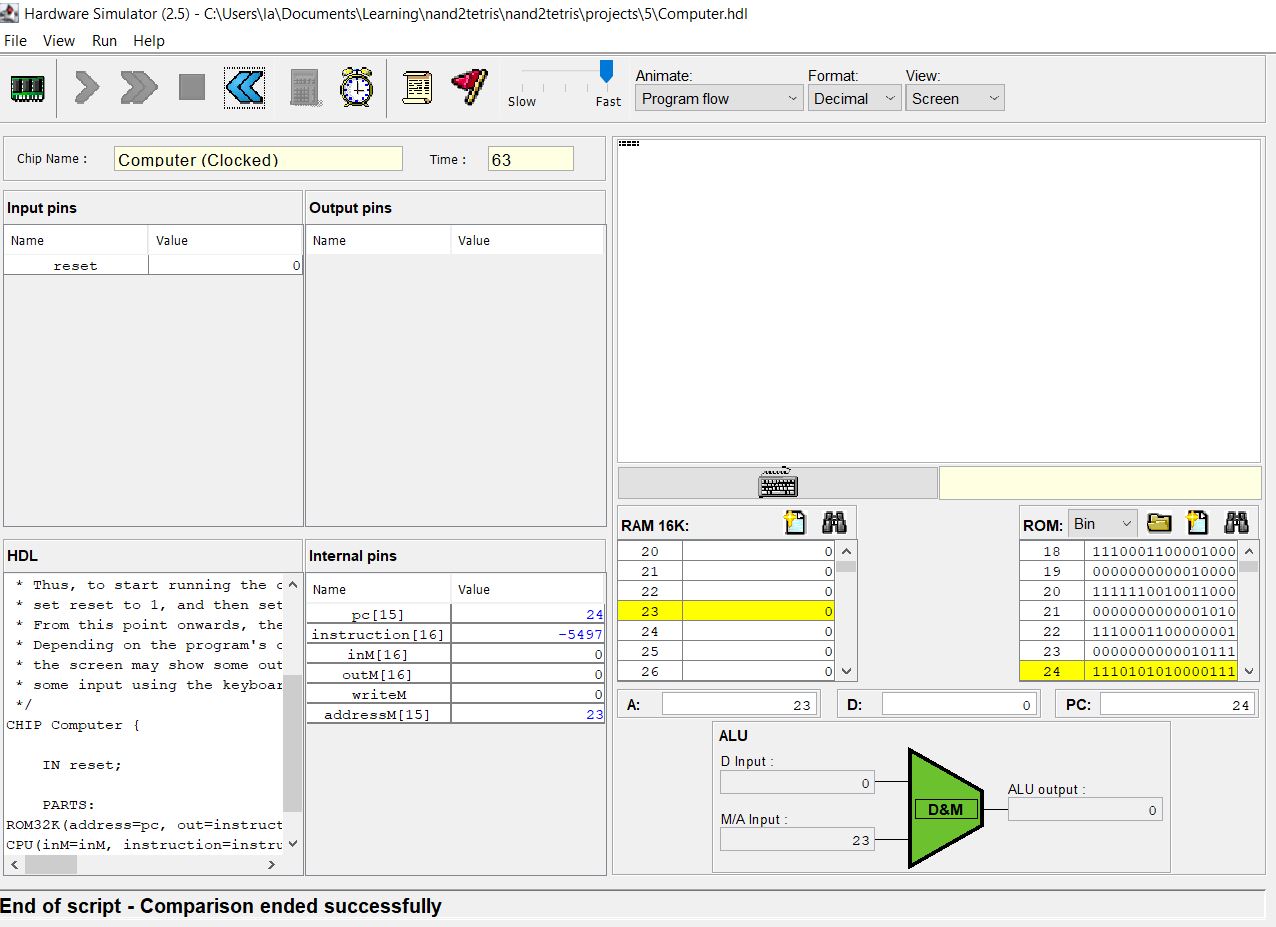 Hardware Simulator (2.5) - C:\Users\la\Documents\Learning\nand2tetris\nand2tetris\projects\5\Computer.hdl
File View Run Help
Slow Fast
Animate: Format: View:
Program flow Decimal Screen
Chip Name : Computer (Clocked) Time : 63
Input pins
Name Value
reset 0
Output pins
Name Value
HDL
* Thus, to start running the c
* set reset to 1, and then set
* From this point onwards, the
* Depending on the program's c
* the screen may show some out
* some input using the keyboar
*/
CHIP Computer {
IN reset;
PARTS:
ROM32K(address=pc, out=instruct
CPU(inM=inM, instruction=instru
Internal pins
Name Value
pc[15] 24
instruction[16] -5497
inM[16] 0
outM[16] 0
writeM 0
addressM[15] 23
RAM 16K:
20 0
21 0
22 0
23 0
24 0
25 0
26 0
ROM: Bin
18 1110001100001000
19 0000000000010000
20 1111110010011000
21 0000000000001010
22 1110001100000001
23 0000000000010111
24 1110101010000111
A: 23 D: 0 PC: 24
ALU
D Input :
0
M/A Input :
23
D&M
ALU output :
0
End of script - Comparison ended successfully